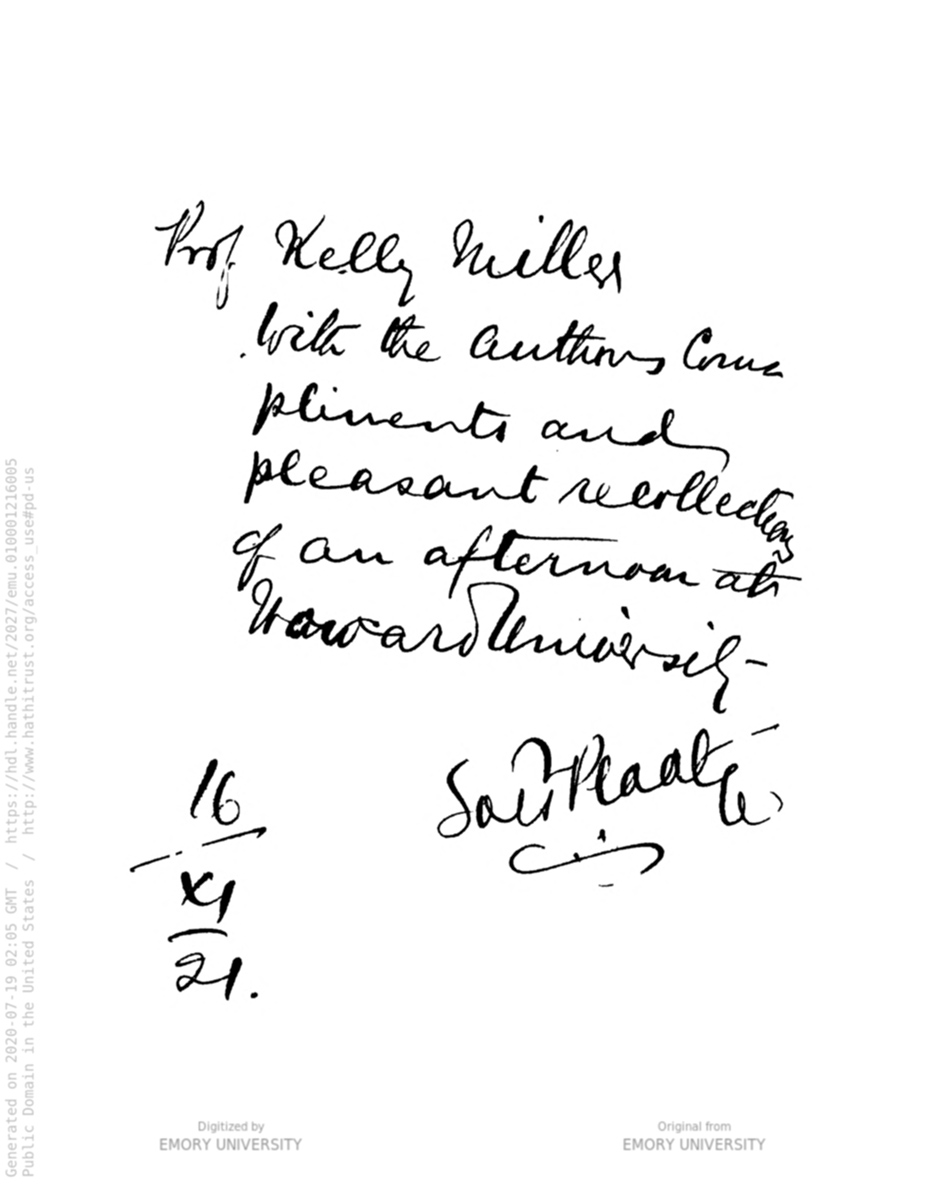 Prof Kelly Miller
With the authors Com
pliments and
pleasant recollections
of an afternoon at
Howard University -
Sol T Plaatje
16
XI
21.
Digitized by
EMORY UNIVERSITY
Original from
EMORY UNIVERSITY
Generated on 2020-07-19 02:05 GMT / https://hdl.handle.net/2027/emu.010001216005
Public Domain in the United States / http://www.hathitrust.org/access_use#pd-us